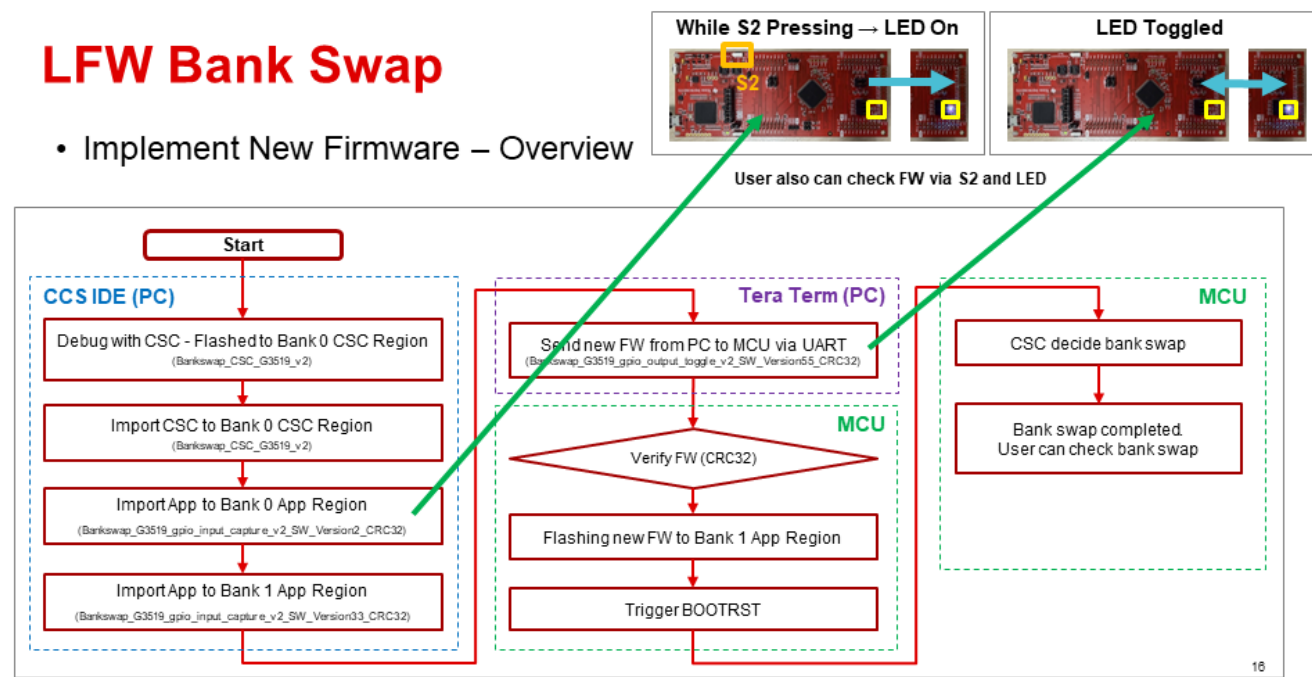 LFW Bank Swap
• Implement New Firmware – Overview
While S2 Pressing → LED On
S2
LED Toggled
User also can check FW via S2 and LED
Start
CCS IDE (PC)
Debug with CSC - Flashed to Bank 0 CSC Region
(Bankswap_CSC_G3519_v2)
Import CSC to Bank 0 CSC Region
(Bankswap_CSC_G3519_v2)
Import App to Bank 0 App Region
(Bankswap_G3519_gpio_input_capture_v2_SW_Version2_CRC32)
Import App to Bank 1 App Region
(Bankswap_G3519_gpio_input_capture_v2_SW_Version33_CRC32)
Tera Term (PC)
Send new FW from PC to MCU via UART
(Bankswap_G3519_gpio_output_toggle_v2_SW_Version55_CRC32)
MCU
Verify FW (CRC32)
Flashing new FW to Bank 1 App Region
Trigger BOOTRST
MCU
CSC decide bank swap
Bank swap completed.
User can check bank swap
16